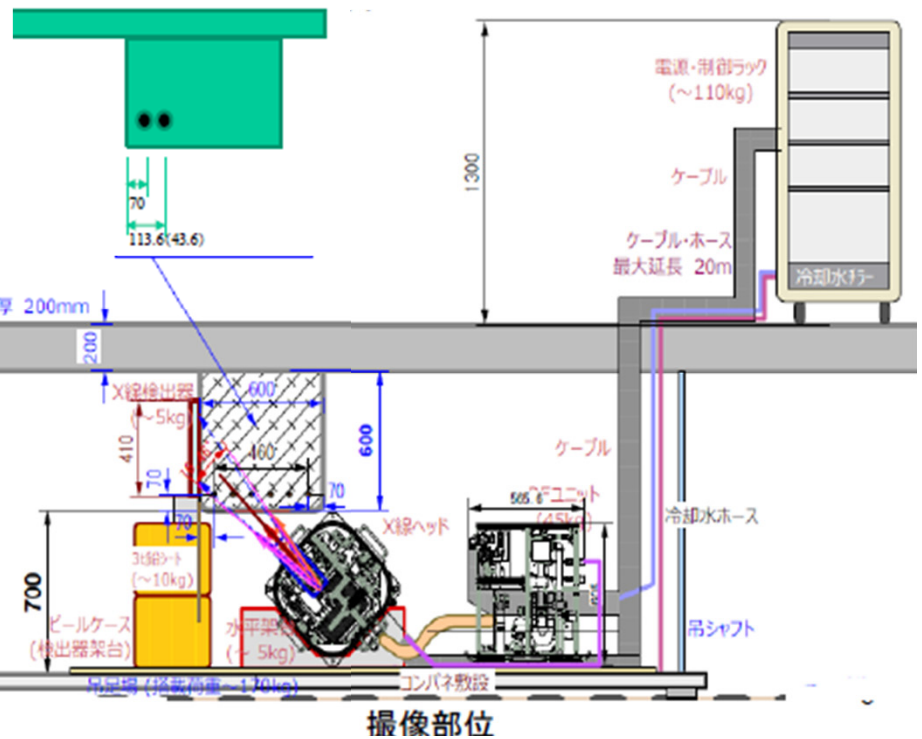 70
113.6(43.6)
電源・制御ラック
(～110kg)
1300
ケーブル
ケーブル・ホース
最大延長 20m
冷却水チラー
厚 200mm
200
X線検出器
(～5kg)
600
600
410
460
70
70
70
ケーブル
565.6
ユニット
(45kg)
冷却水ホース
X線ヘッド
700
(～10kg)
ビールケース
(検出器架台)
水平架台
(～ 5kg)
吊シャフト
吊足場 (搭載荷重～170kg)
コンパネ敷設
撮像部位